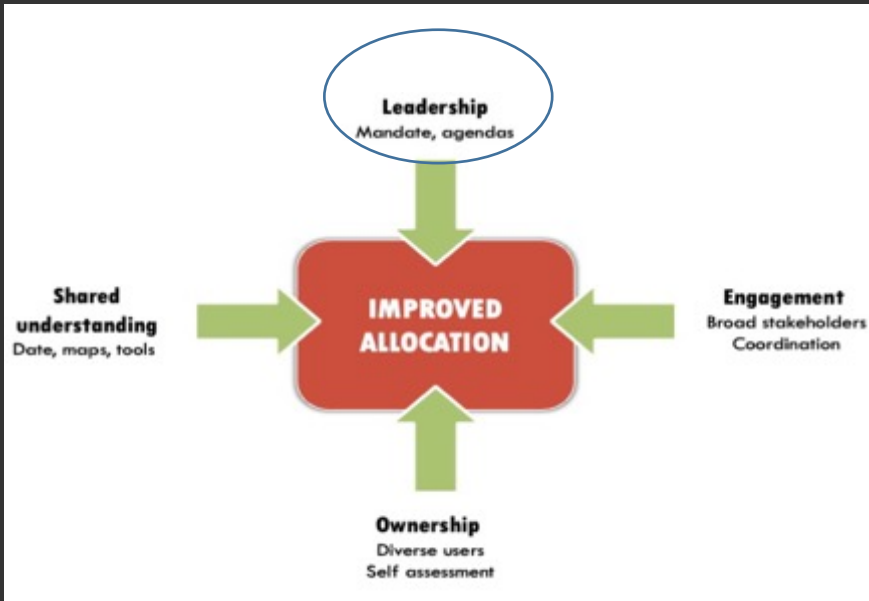 Leadership
Mandate, agendas
Shared
understanding
Date, maps, tools
IMPROVED
ALLOCATION
Engagement
Broad stakeholders
Coordination
Ownership
Diverse users
Self assessment